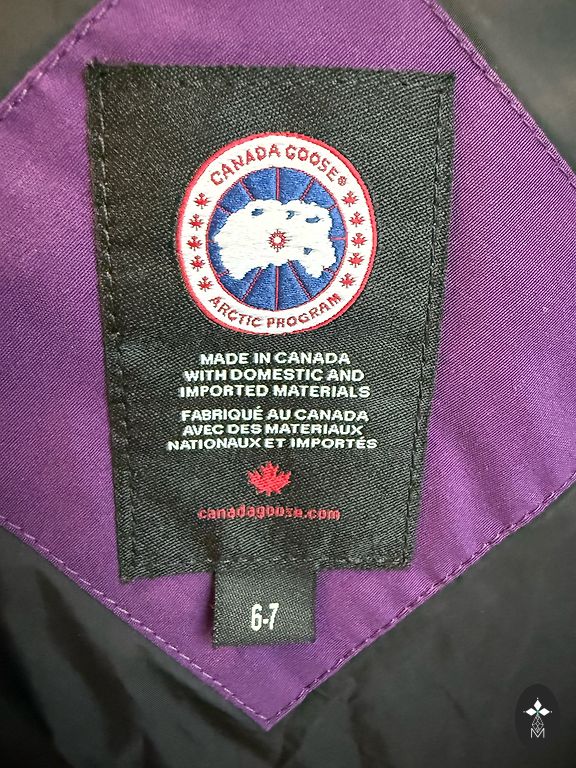 CANADA GOOSE®
ARCTIC PROGRAM
MADE IN CANADA
WITH DOMESTIC AND
IMPORTED MATERIALS
FABRIQUÉ AU CANADA
AVEC DES MATERIAUX
NATIONAUX ET IMPORTÉS
canadagoose.com
6-7
M